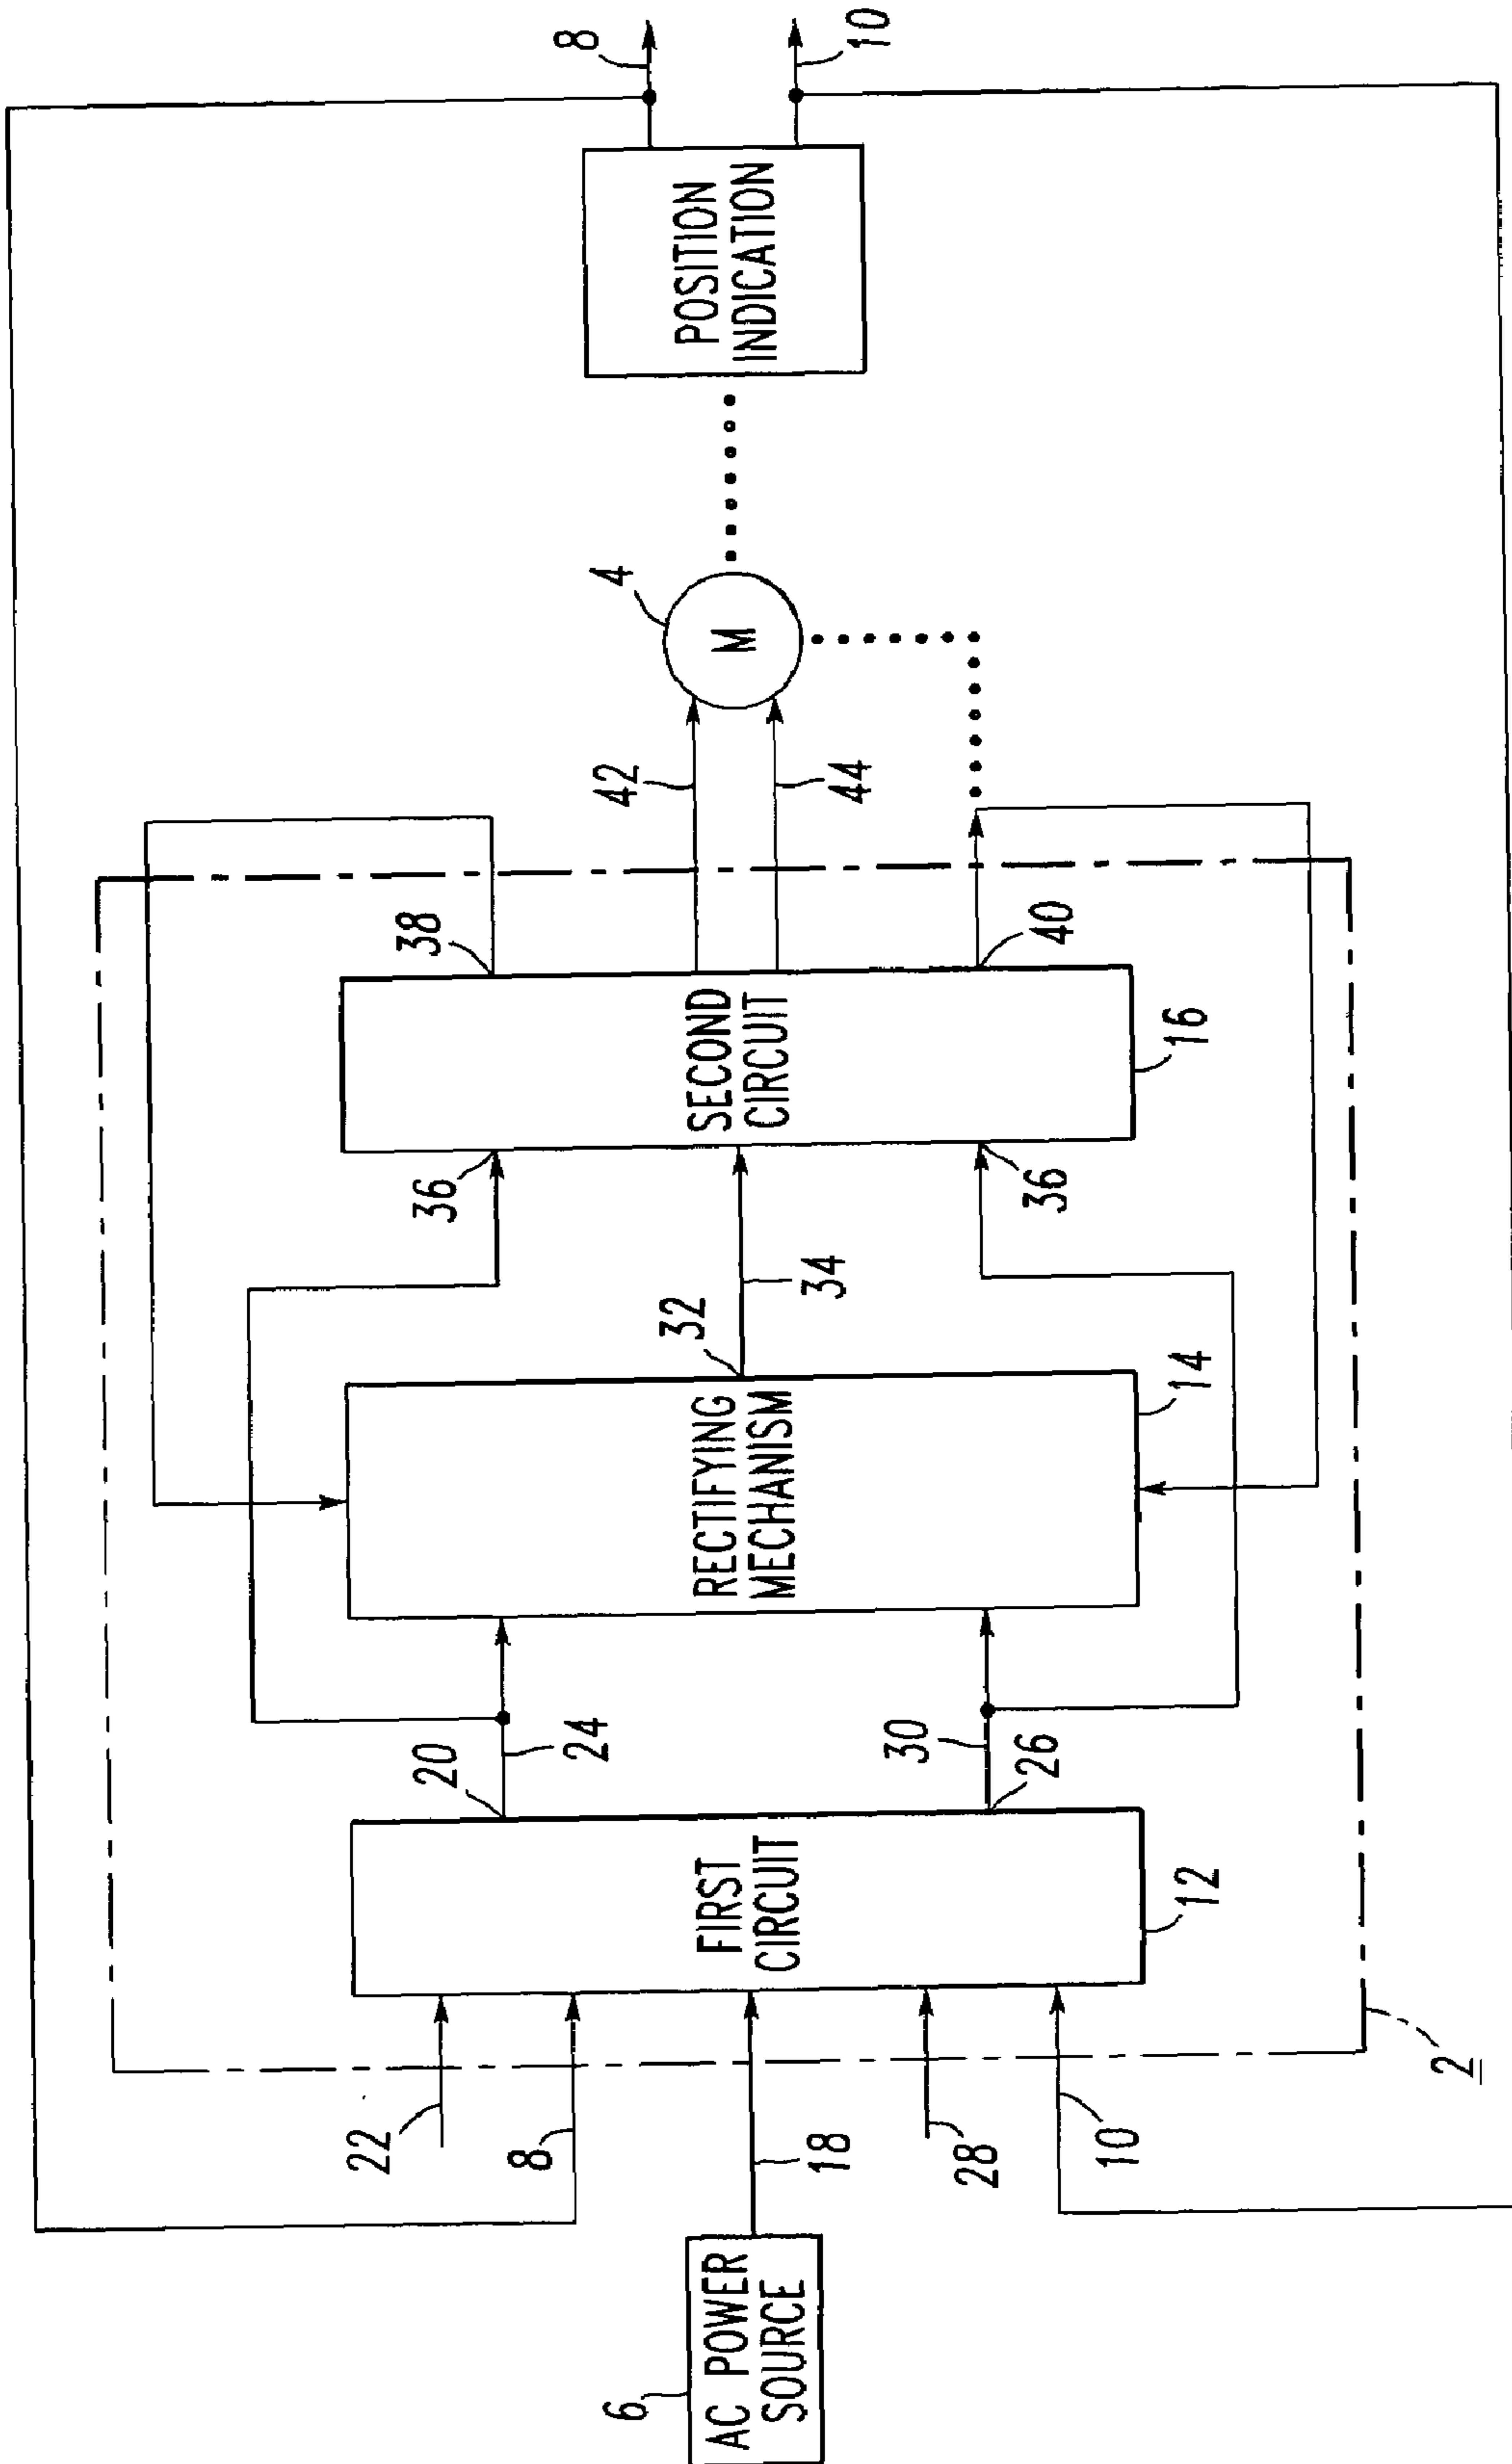 8
10
POSITION
INDICATION
4
M
42
44
38
40
SECOND
CIRCUIT
16
36
36
34
32
RECTIFYING
MECHANISM
14
24
30
20
26
FIRST
CIRCUIT
12
22
8
18
28
10
2
6
AC POWER
SOURCE